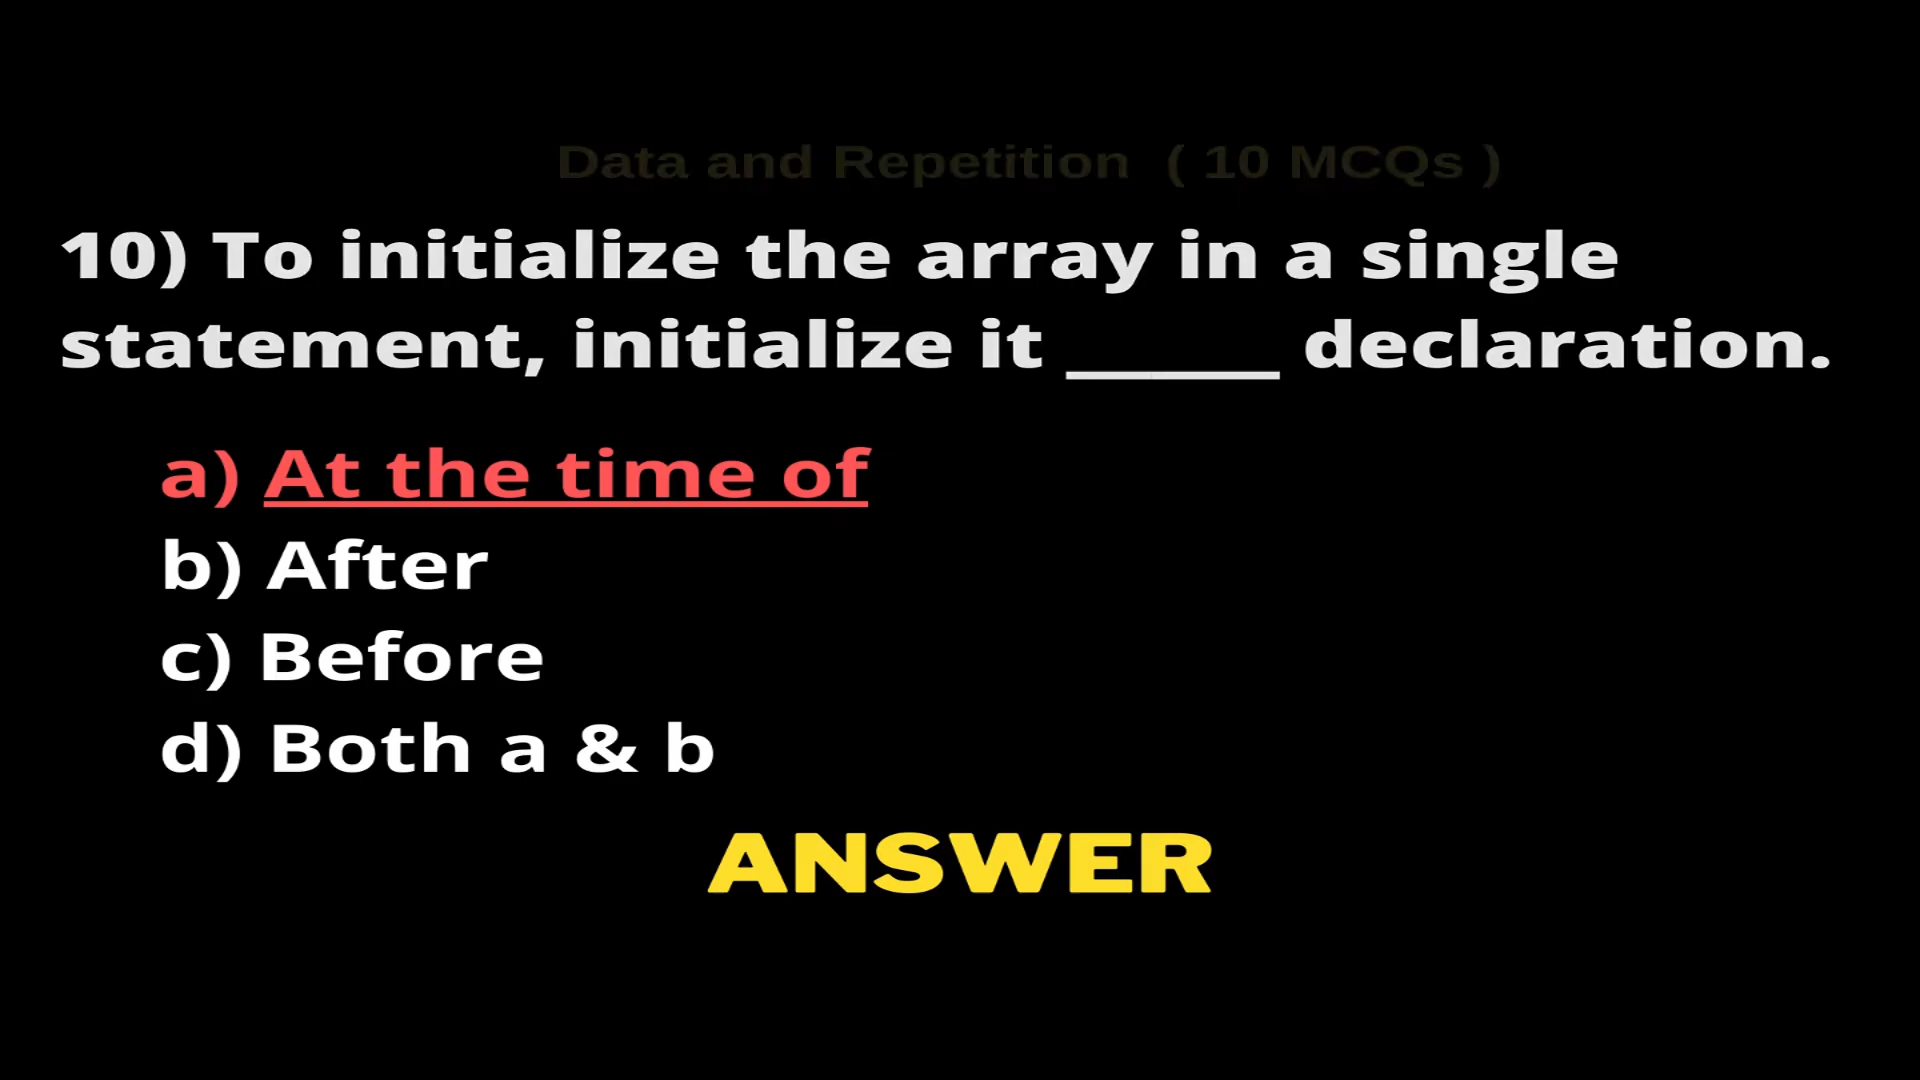 Data and Repetition ( 10 MCQs )
10) To initialize the array in a single
statement, initialize it _____ declaration.
a) At the time of
b) After
c) Before
d) Both a & b
ANSWER